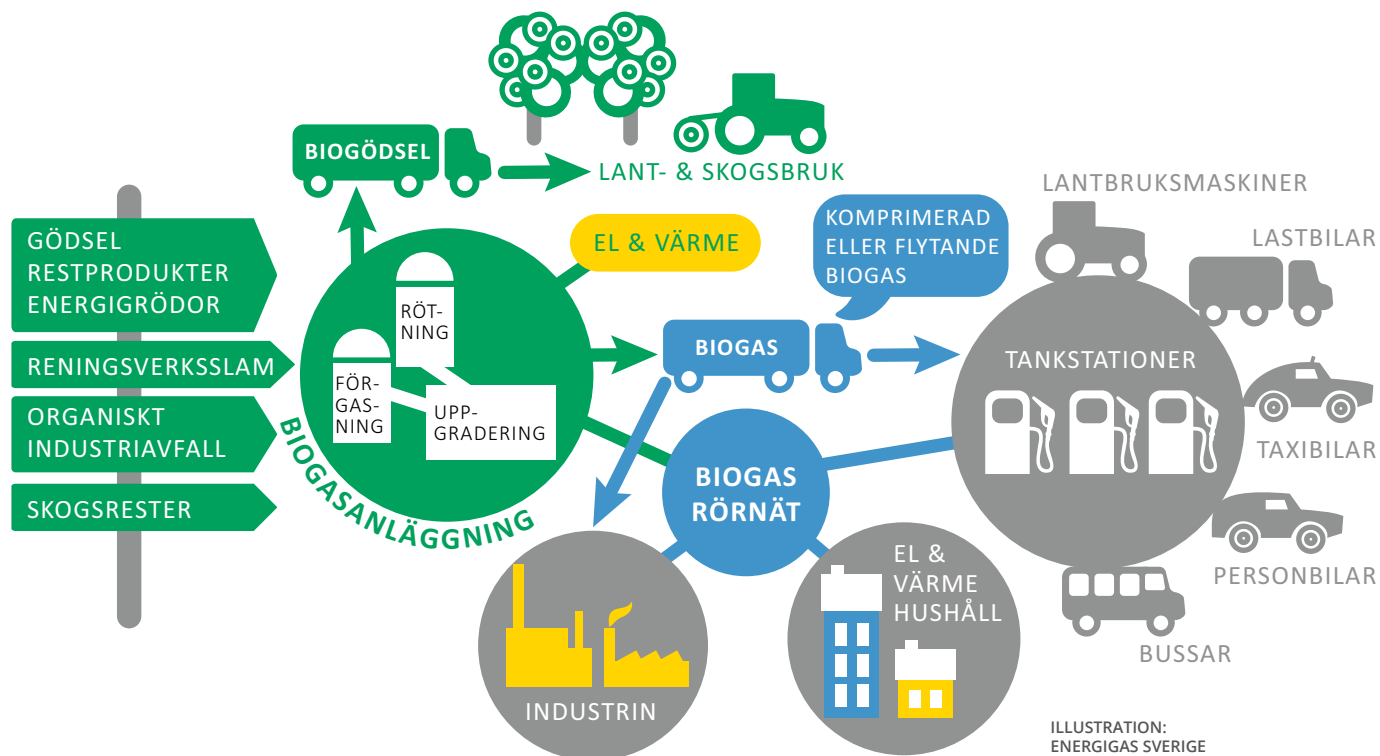 BIOGÖDSEL
LANT- & SKOGSBRUK
GÖDSEL
RESTPRODUKTER
ENERGIGRÖDOR
RENINGSVERKSSLAM
ORGANISKT
INDUSTRIAVFALL
SKOGSRESTER
RÖT-
NING
FÖR-
GAS-
NING
UPP-
GRADERING
BIOGASANLÄGGNING
EL & VÄRME
KOMPRIMERAD
ELLER FLYTANDE
BIOGAS
BIOGAS
BIOGAS
RÖRNÄT
INDUSTRIN
EL &
VÄRME
HUSHÅLL
LANTBRUKSMASKINER
LASTBILAR
TANKSTATIONER
TAXIBILAR
PERSONBILAR
BUSSAR
ILLUSTRATION:
ENERGIGAS SVERIGE